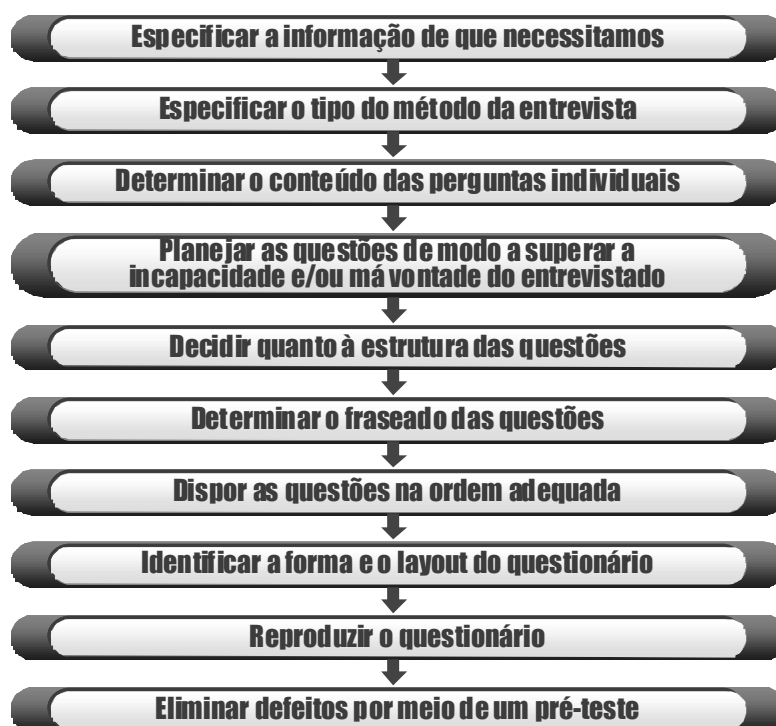 Especificar a informação de que necessitamos
Especificar o tipo do método da entrevista
Determinar o conteúdo das perguntas individuais
Planejar as questões de modo a superar a
incapacidade e/ou má vontade do entrevistado
Decidir quanto à estrutura das questões
Determinar o fraseado das questões
Dispor as questões na ordem adequada
Identificar a forma e o layout do questionário
Reproduzir o questionário
Eliminar defeitos por meio de um pré-teste